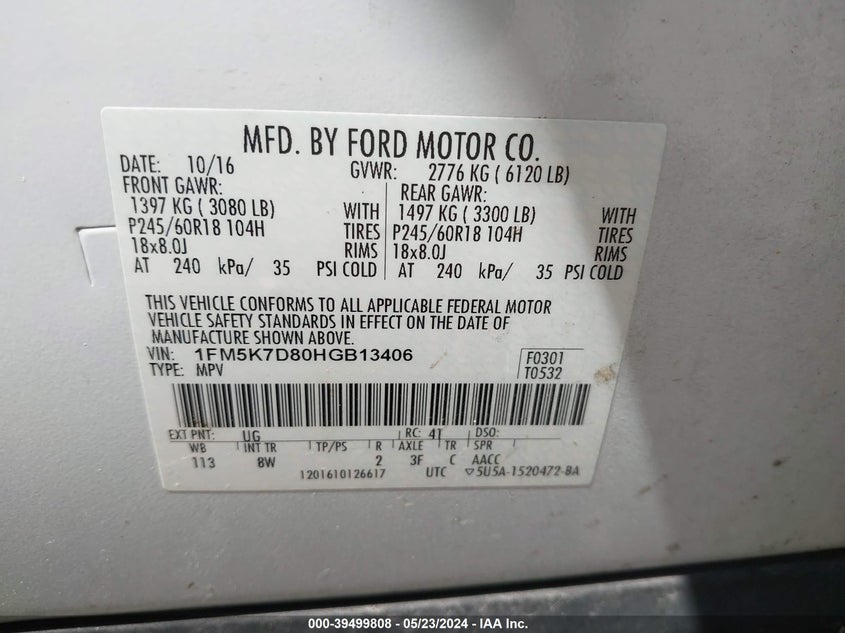 MFD. BY FORD MOTOR CO.
DATE: 10/16 GVWR: 2776 KG ( 6120 LB)
FRONT GAWR: REAR GAWR:
1397 KG ( 3080 LB) WITH 1497 KG ( 3300 LB) WITH
P245/60R18 104H TIRES P245/60R18 104H TIRES
18x8.0J RIMS 18x8.0J RIMS
AT 240 kPa/ 35 PSI COLD AT 240 kPa/ 35 PSI COLD
THIS VEHICLE CONFORMS TO ALL APPLICABLE FEDERAL MOTOR
VEHICLE SAFETY STANDARDS IN EFFECT ON THE DATE OF
MANUFACTURE SHOWN ABOVE.
VIN: 1FM5K7D80HGB13406 F0301
TYPE: MPV T0532
EXT PNT: UG RC: 4T DSO:
WB INT TR TP/PS R AXLE TR SPR
113 8W 2 3F C AACC
1201610126617 UTC ▽5U5A-1520472-BA
000-39499808 - 05/23/2024 - IAA Inc.